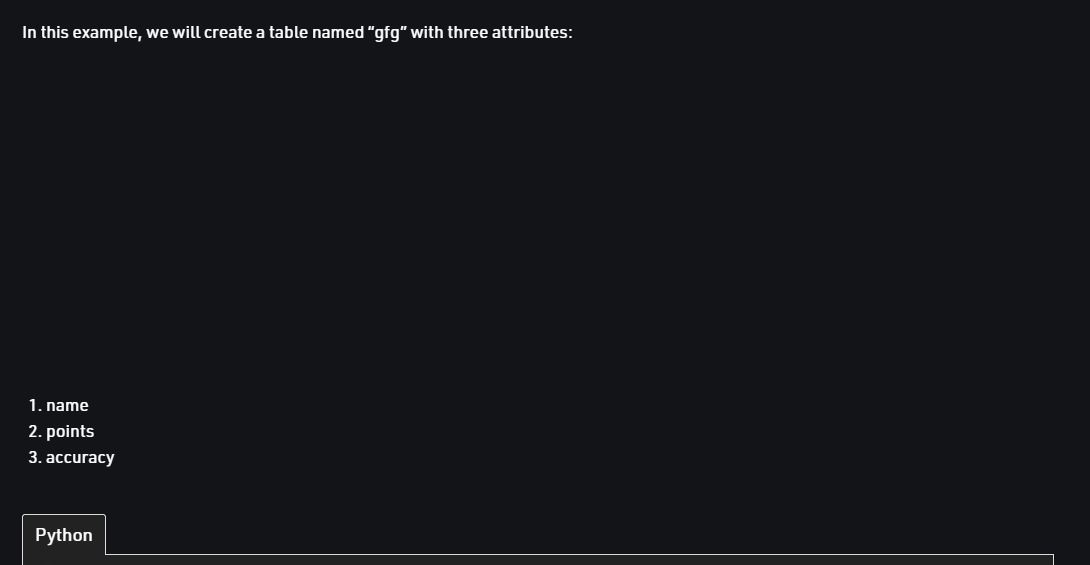 In this example, we will create a table named “gfg” with three attributes:
1. name
2. points
3. accuracy
Python